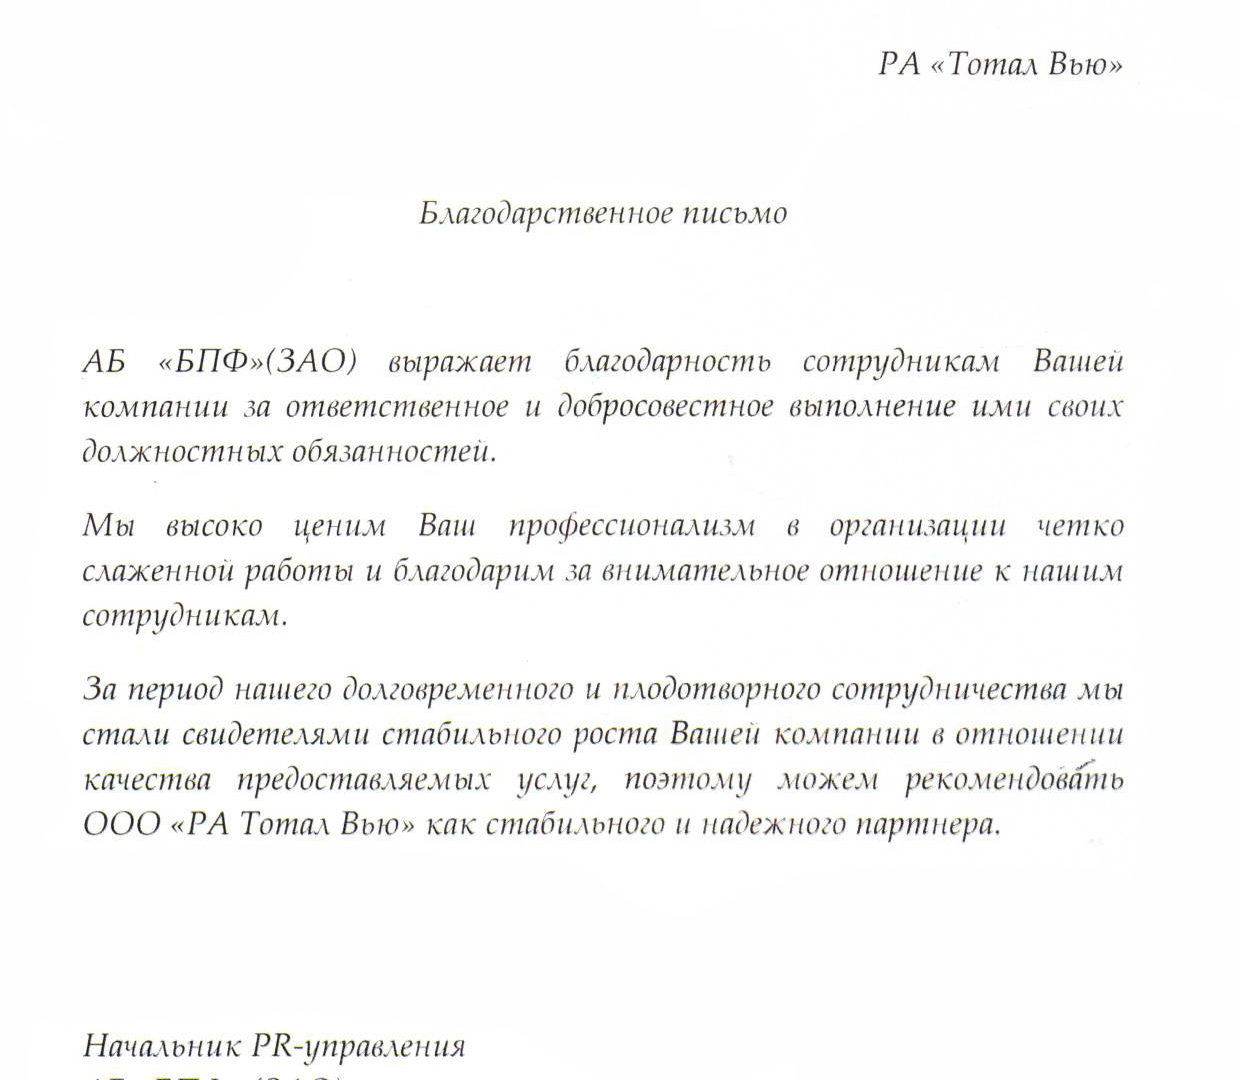 РА «Тотал Вью»
Благодарственное письмо
АБ «БПФ»(ЗАО) выражает благодарность сотрудникам Вашей
компании за ответственное и добросовестное выполнение ими своих
должностных обязанностей.
Мы высоко ценим Ваш профессионализм в организации четко
слаженной работы и благодарим за внимательное отношение к нашим
сотрудникам.
За период нашего долговременного и плодотворного сотрудничества мы
стали свидетелями стабильного роста Вашей компании в отношении
качества предоставляемых услуг, поэтому можем рекомендовать
ООО «РА Тотал Вью» как стабильного и надежного партнера.
Начальник PR-управления